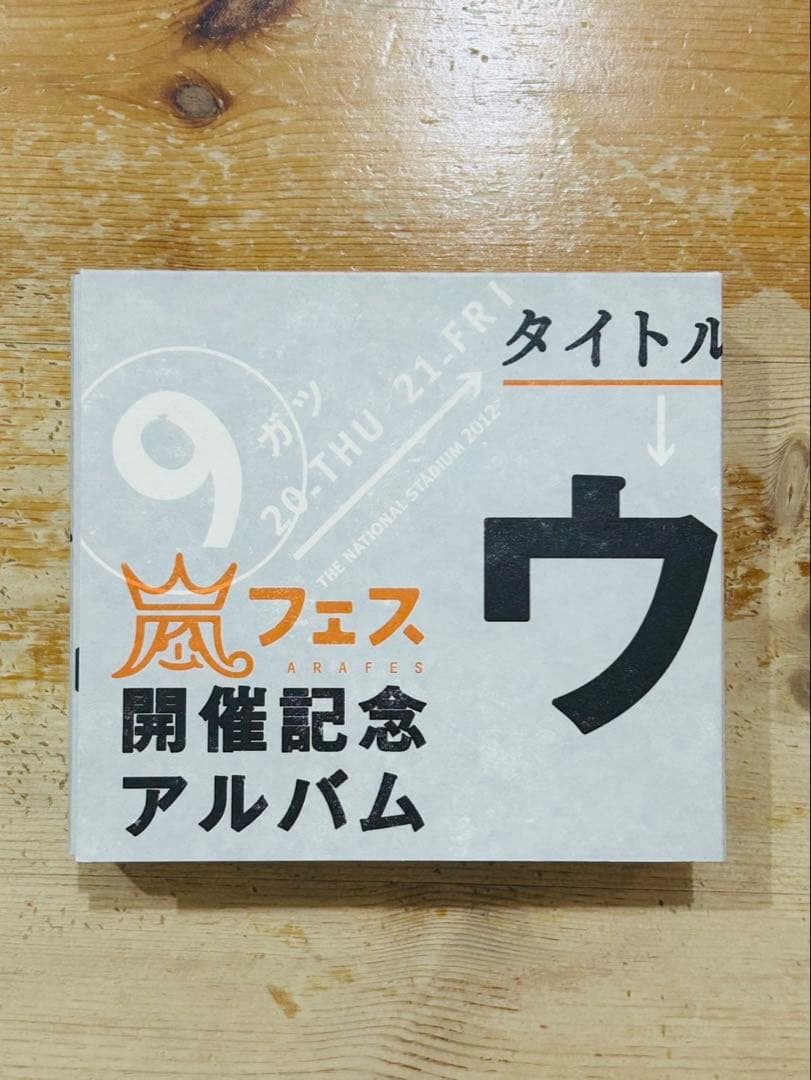 9
ガツ
20-THU 21-FRI
THE NATIONAL STADIUM 2012
タイトル
ウ
嵐フェス
ARAFES
開催記念
アルバム